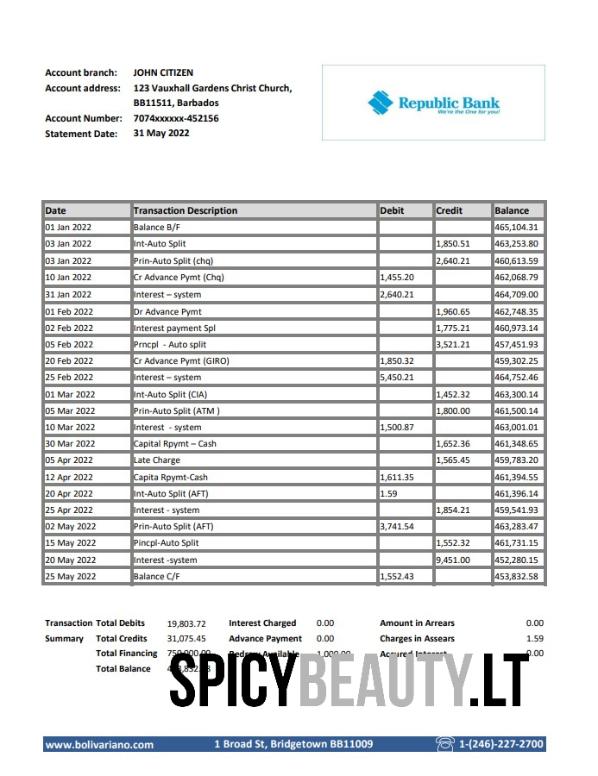 Account branch: JOHN CITIZEN
Account address: 123 Vauxhall Gardens Christ Church,
BB11511, Barbados
Account Number: 7074xxxxxx-452156
Statement Date: 31 May 2022
Republic Bank
We're the One for you!
Date Transaction Description Debit Credit Balance
01 Jan 2022 Balance B/F 465,104.31
03 Jan 2022 Int-Auto Split 1,850.51 463,253.80
03 Jan 2022 Prin-Auto Split (chq) 2,640.21 460,613.59
10 Jan 2022 Cr Advance Pymt (Chq) 1,455.20 462,068.79
31 Jan 2022 Interest – system 2,640.21 464,709.00
01 Feb 2022 Dr Advance Pymt 1,960.65 462,748.35
02 Feb 2022 Interest payment Spl 1,775.21 460,973.14
05 Feb 2022 Prncpl - Auto split 3,521.21 457,451.93
20 Feb 2022 Cr Advance Pymt (GIRO) 1,850.32 459,302.25
25 Feb 2022 Interest – system 5,450.21 464,752.46
01 Mar 2022 Int-Auto Split (CIA) 1,452.32 463,300.14
05 Mar 2022 Prin-Auto Split (ATM ) 1,800.00 461,500.14
10 Mar 2022 Interest - system 1,500.87 463,001.01
30 Mar 2022 Capital Rpymt – Cash 1,652.36 461,348.65
05 Apr 2022 Late Charge 1,565.45 459,783.20
12 Apr 2022 Capita Rpymt-Cash 1,611.35 461,394.55
20 Apr 2022 Int-Auto Split (AFT) 1.59 461,396.14
25 Apr 2022 Interest - system 1,854.21 459,541.93
02 May 2022 Prin-Auto Split (AFT) 3,741.54 463,283.47
15 May 2022 Pincpl-Auto Split 1,552.32 461,731.15
20 May 2022 Interest -system 9,451.00 452,280.15
25 May 2022 Balance C/F 1,552.43 453,832.58
Transaction Total Debits 19,803.72 Interest Charged 0.00 Amount in Arrears 0.00
Summary Total Credits 31,075.45 Advance Payment 0.00 Charges in Assears 1.59
Total Financing 0.00
Total Balance
SPICYBEAUTY.LT
www.bolivariano.com 1 Broad St, Bridgetown BB11009 1-(246)-227-2700